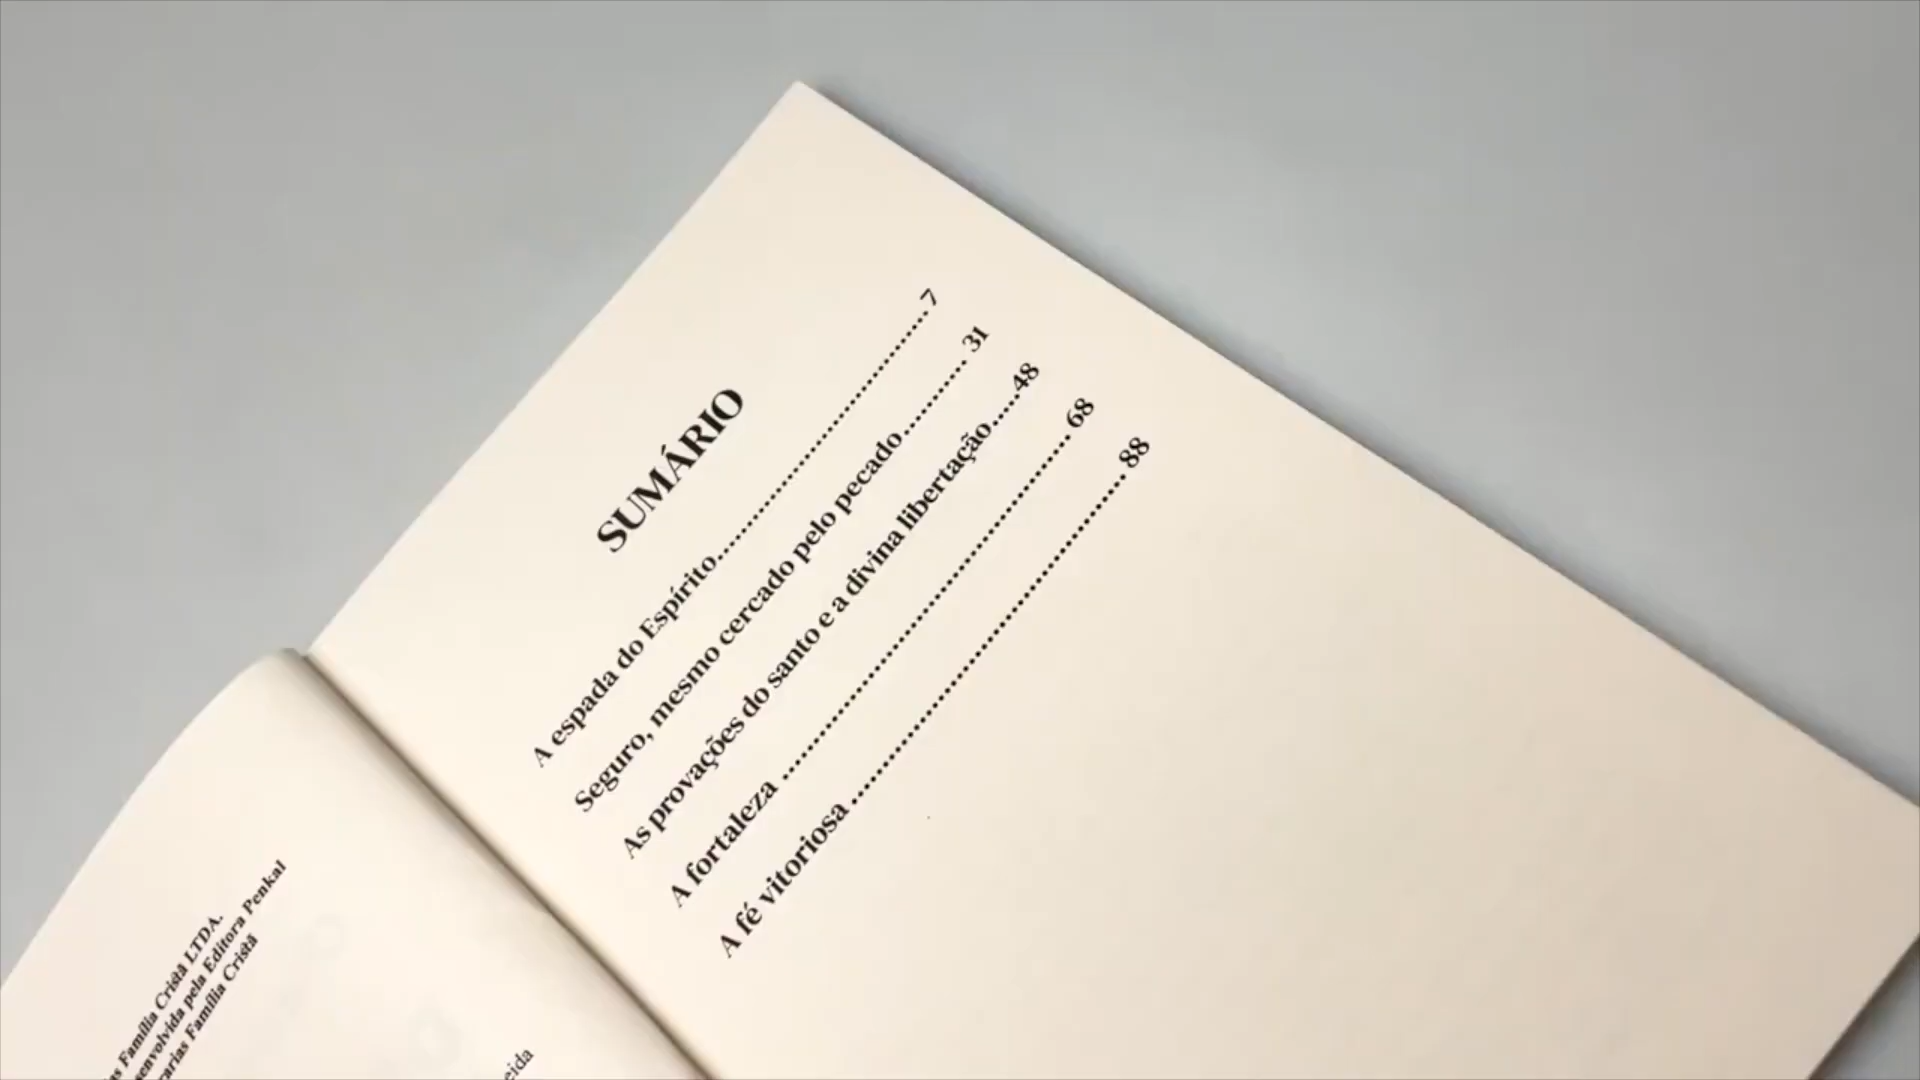 Família Cristã LTDA.
pela Editora Penkal
Família Cristã
SUMÁRIO
A espada do Espírito........................................7
Seguro, mesmo cercado pelo pecado............31
As provações do santo e a divina libertação.....48
A fortaleza .................................................. 68
A fé vitoriosa ............................................... 88